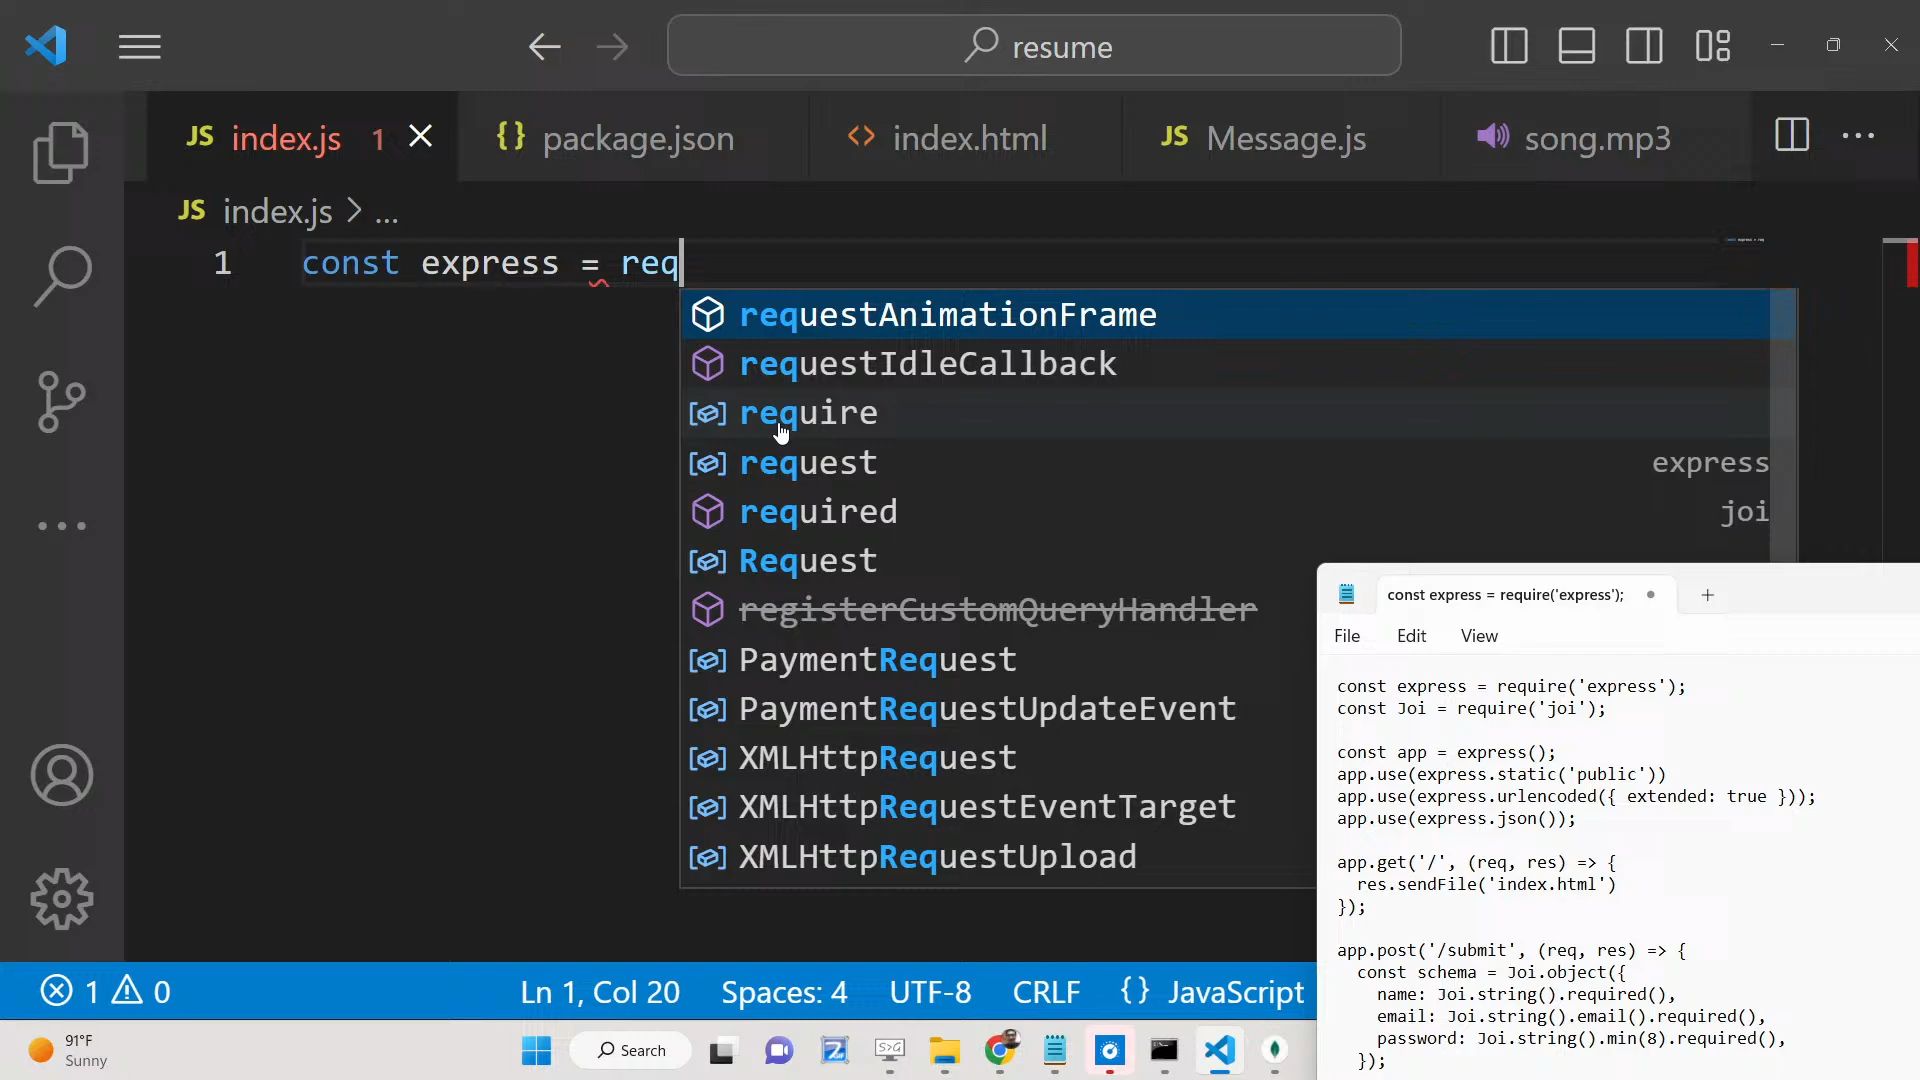 resume
JS index.js 1
{} package.json
<> index.html
JS Message.js
song.mp3
JS index.js > ...
1 const express = req
requestAnimationFrame
requestIdleCallback
require
request express
required joi
Request
registerCustomQueryHandler
PaymentRequest
PaymentRequestUpdateEvent
XMLHttpRequest
XMLHttpRequestEventTarget
XMLHttpRequestUpload
const express = require('express');
File Edit View
const express = require('express');
const Joi = require('joi');
const app = express();
app.use(express.static('public'))
app.use(express.urlencoded({ extended: true }));
app.use(express.json());
app.get('/', (req, res) => {
res.sendFile('index.html')
});
app.post('/submit', (req, res) => {
const schema = Joi.object({
name: Joi.string().required(),
email: Joi.string().email().required(),
password: Joi.string().min(8).required(),
});
1 0 Ln 1, Col 20 Spaces: 4 UTF-8 CRLF {} JavaScript
91°F
Sunny
Search